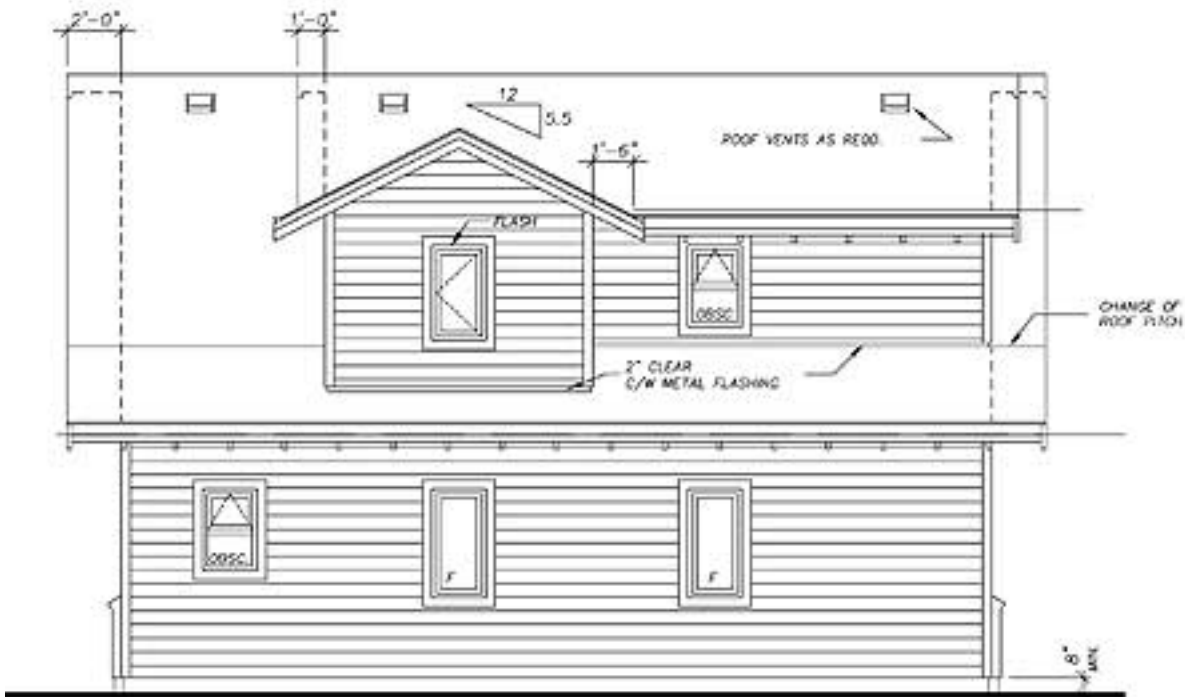 2'-0"
1'-0"
12
5.5
ROOF VENTS AS REQD.
1'-6"
FLASH
OBSC.
CHANGE OF
ROOF PITCH
2" CLEAR
C/W METAL FLASHING
OBSC.
F
F
8"
MIN.